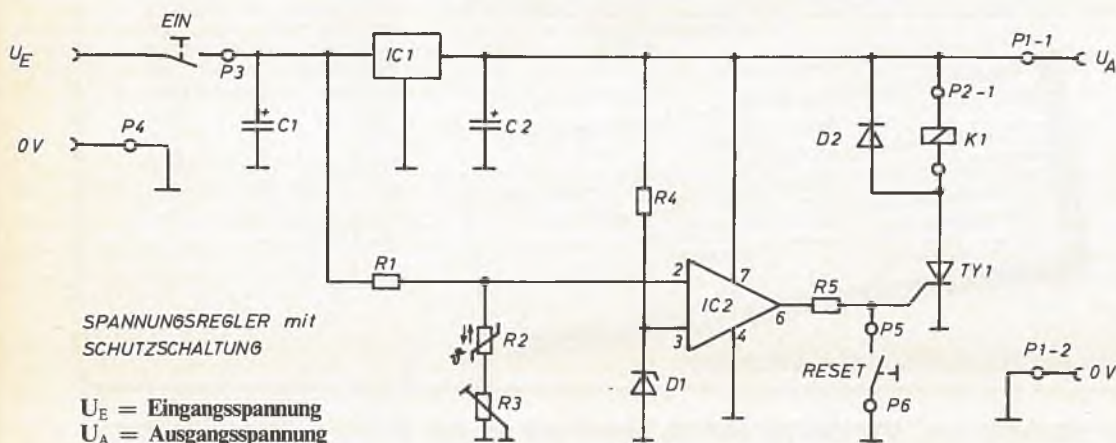 EIN
U_E
P3
IC1
P1-1
U_A
P2-1
0V
P4
C1
C2
D2
K1
R4
R1
2
7
IC2
TY1
R5
6
SPANNUNGSREGLER mit
SCHUTZSCHALTUNG
ϑ
R2
3
4
P5
D1
RESET
P1-2
0V
R3
P6
U_E = Eingangsspannung
U_A = Ausgangsspannung
+
+